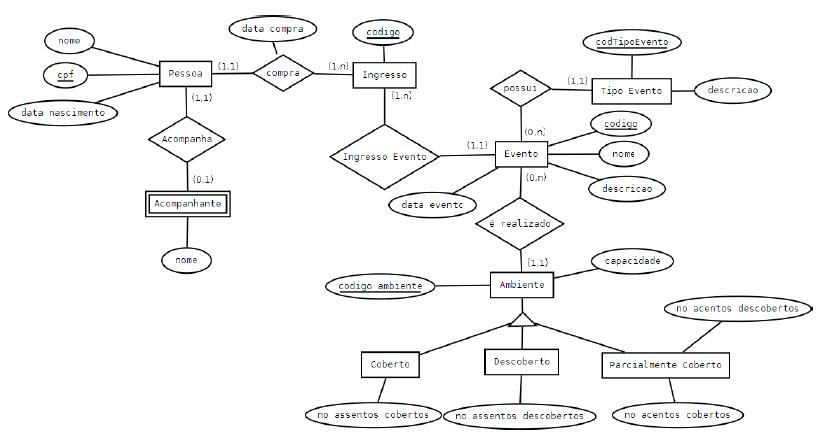 data compra
nome
codigo
codTipoEvento
cpf
Pessoa
(1,1)
compra
(1,n)
Ingresso
possui
(1,1)
Tipo Evento
descricao
data nascimento
(1,1)
(1,n)
Acompanha
(0,n)
codigo
Ingresso Evento
(1,1)
Evento
nome
(0,1)
(0,n)
descricao
Acompanhante
data evento
é realizado
nome
(1,1)
capacidade
codigo ambiente
Ambiente
no acentos descobertos
Coberto
Descoberto
Parcialmente Coberto
no assentos cobertos
no assentos descobertos
no acentos cobertos